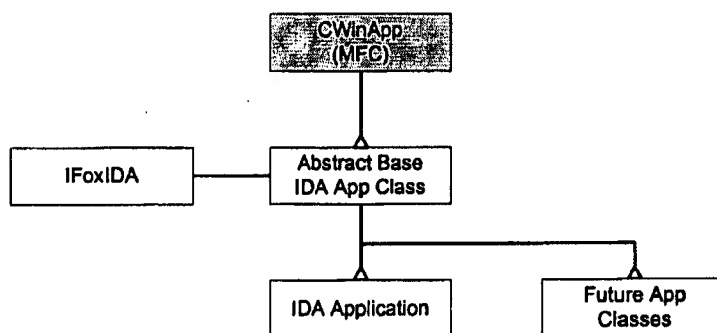 CWinApp
(MFC)
IFoxIDA
Abstract Base
IDA App Class
IDA Application
Future App
Classes